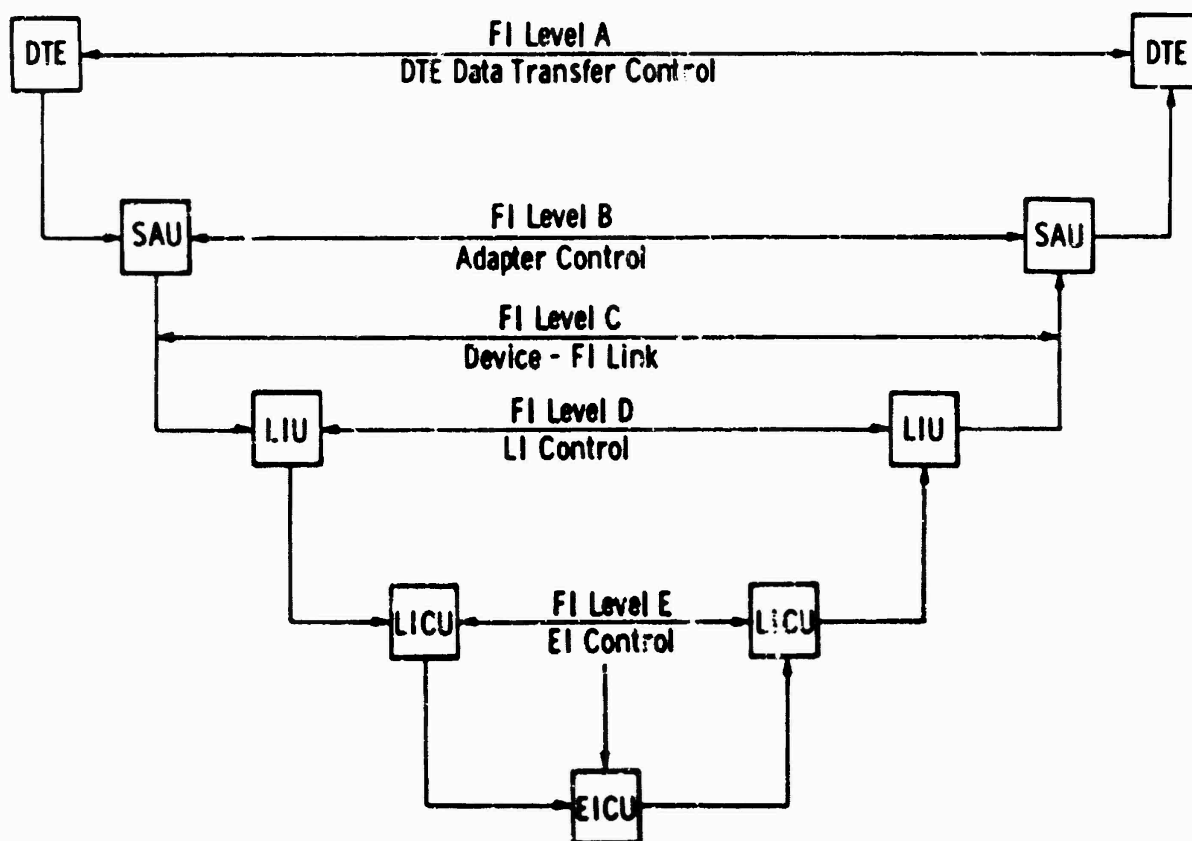 FI Level A
DTE
DTE
DTE Data Transfer Control
FI Level B
SAU
SAU
Adapter Control
FI Level C
Device - FI Link
FI Level D
LIU
LIU
LI Control
FI Level E
LICU
LICU
EI Control
EICU